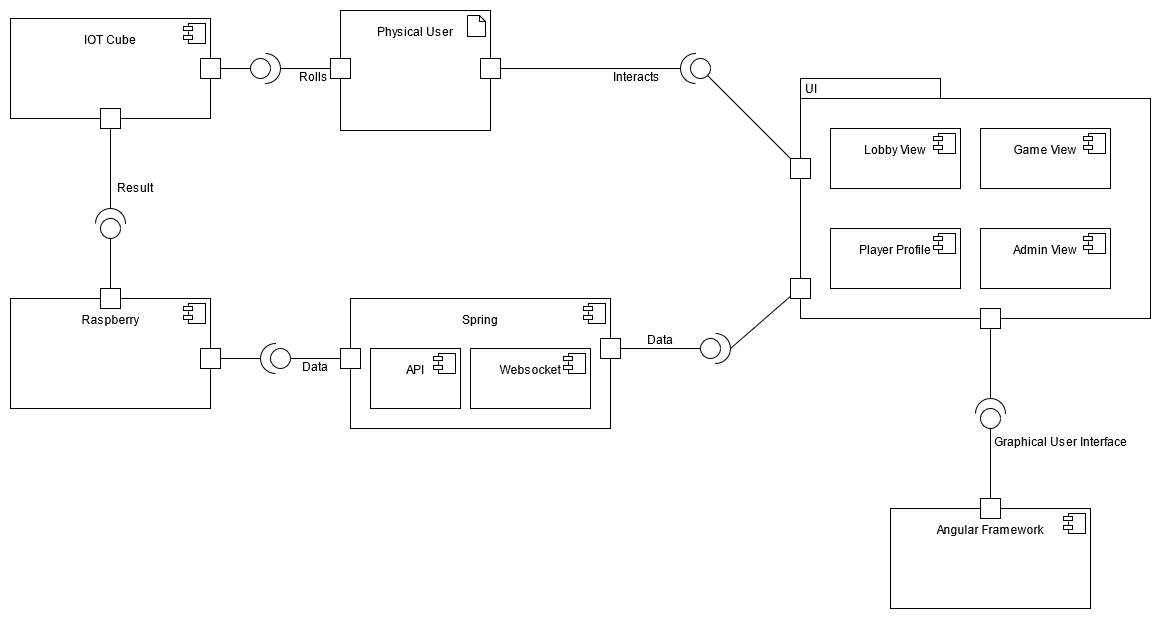 IOT Cube
Physical User
Rolls
Interacts
UI
Lobby View
Game View
Result
Player Profile
Admin View
Raspberry
Spring
Data
Data
API
Websocket
Graphical User Interface
Angular Framework